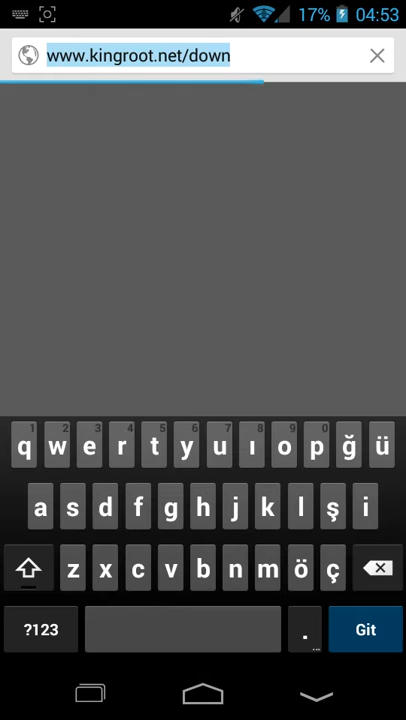 17% 04:53
www.kingroot.net/down
1 2 3 4 5 6 7 8 9 0
q w e r t y u ı o p ğ ü
a s d f g h j k l ş i
z x c v b n m ö ç
?123 . ... Git